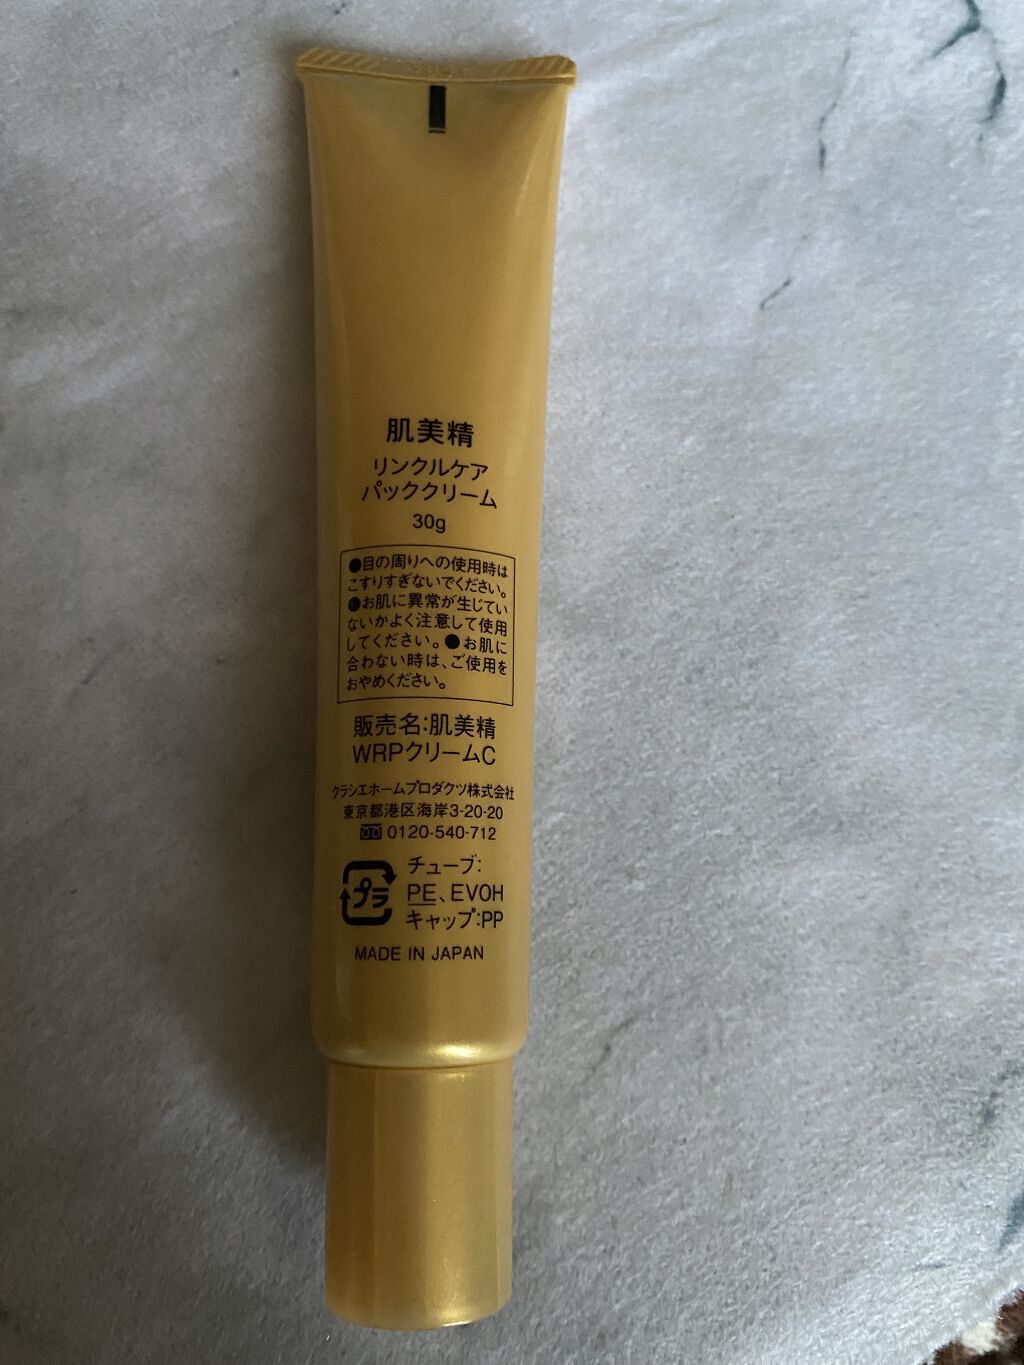 肌美精
リンクルケア
パッククリーム
30g
●目の周りへの使用時は
こすりすぎないでください。
●お肌に異常が生じてい
ないかよく注意して使用
してください。●お肌に
合わない時は、ご使用を
おやめください。
販売名:肌美精
WRPクリームC
クラシエホームプロダクツ株式会社
東京都港区海岸3-20-20
0120-540-712
プラ
チューブ:
PE、EVOH
キャップ:PP
MADE IN JAPAN